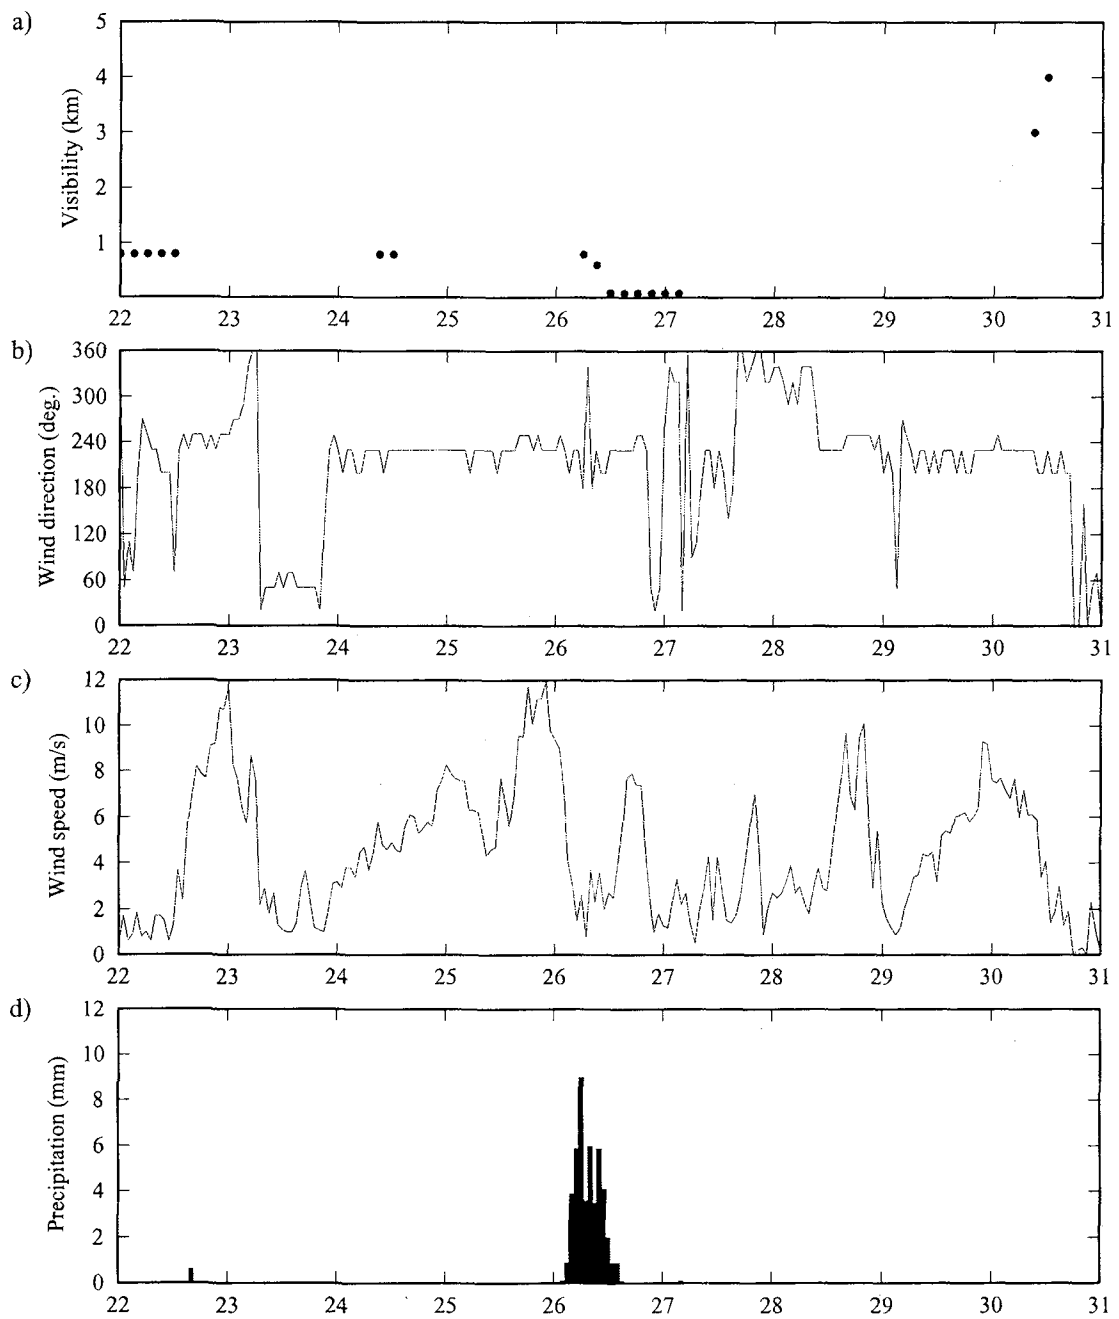 a)
Visibility (km)
5
4
3
2
1
22 23 24 25 26 27 28 29 30 31
b)
Wind direction (deg.)
360
300
240
180
120
60
0
22 23 24 25 26 27 28 29 30 31
c)
Wind speed (m/s)
12
10
8
6
4
2
0
22 23 24 25 26 27 28 29 30 31
d)
Precipitation (mm)
12
10
8
6
4
2
0
22 23 24 25 26 27 28 29 30 31